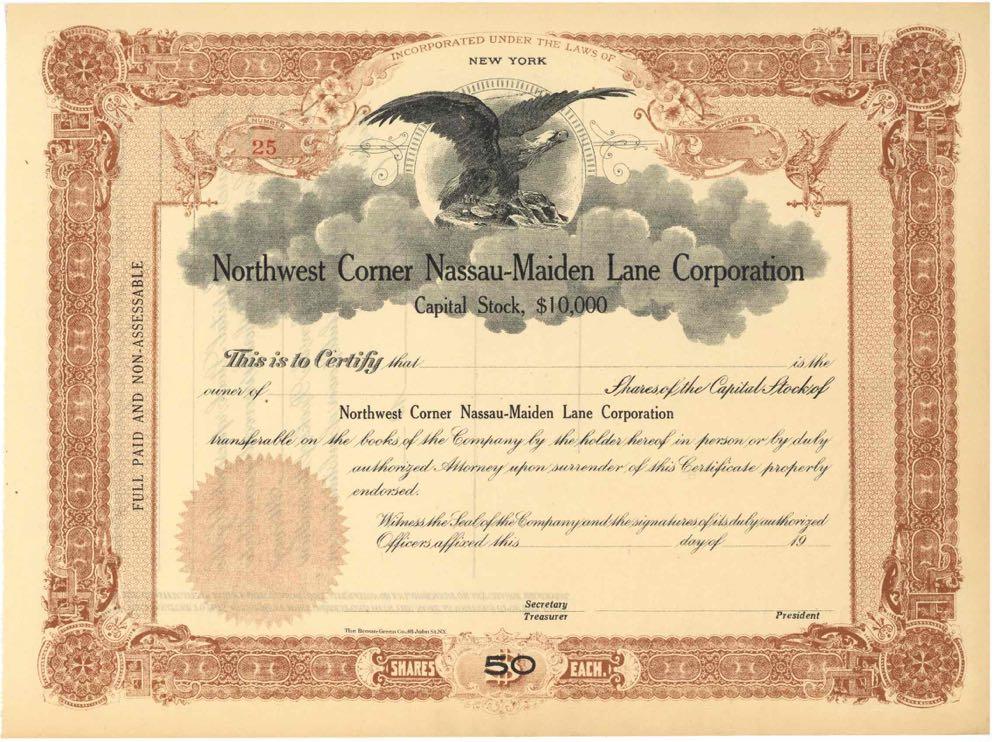 INCORPORATED UNDER THE LAWS OF
NEW YORK
NUMBER
25
SHARES
Northwest Corner Nassau-Maiden Lane Corporation
Capital Stock, $10,000
FULL PAID AND NON-ASSESSABLE
This is to Certify that is the
owner of Shares of the Capital Stock of
Northwest Corner Nassau-Maiden Lane Corporation
transferable on the books of the Company by the holder hereof in person or by duly
authorized Attorney upon surrender of this Certificate properly
endorsed.
Witness the Seal of the Company and the signatures of its duly authorized
Officers, affixed this day of 19
Secretary
Treasurer
President
SHARES $50 EACH.